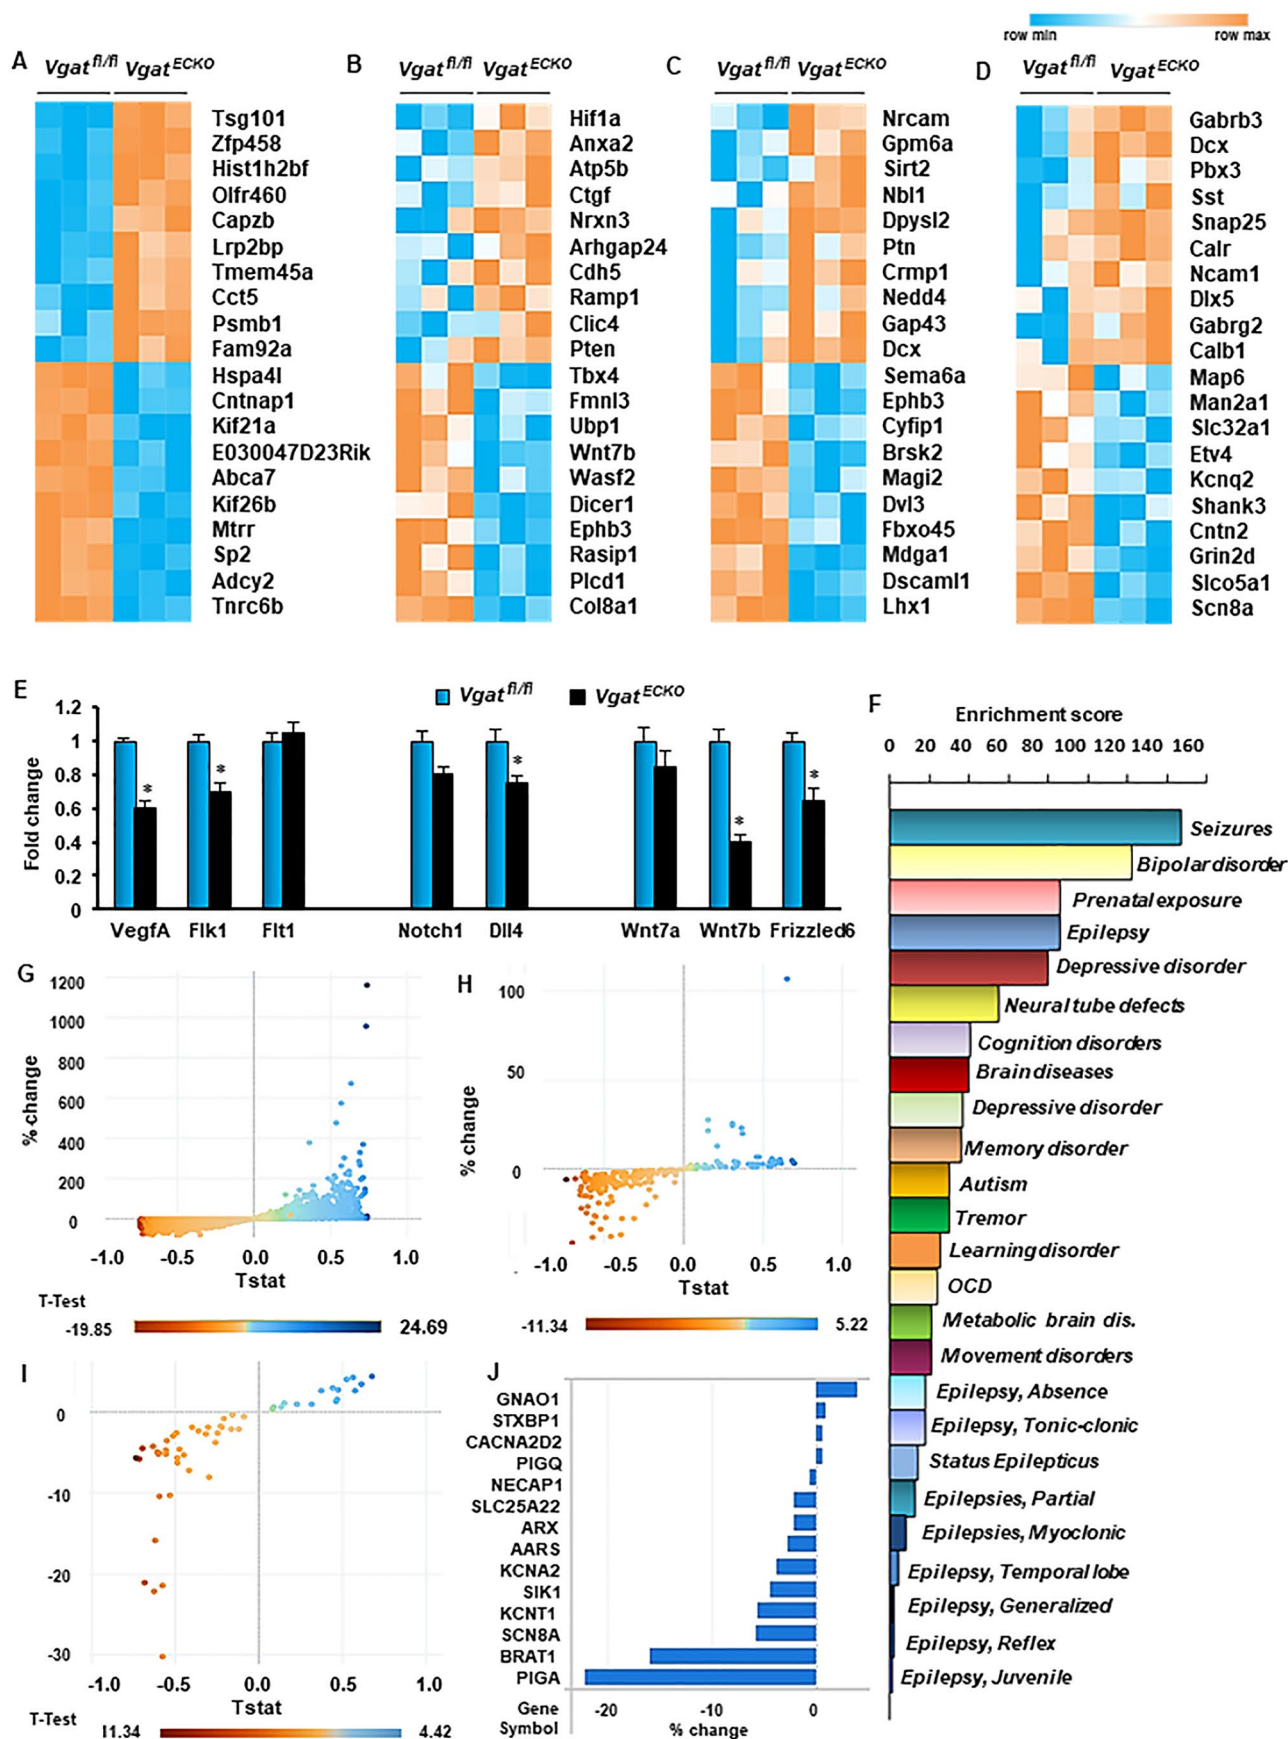 row min row max
A Vgat fl/fl Vgat ECKO
B Vgat fl/fl Vgat ECKO
C Vgat fl/fl Vgat ECKO
D Vgat fl/fl Vgat ECKO
Tsg101
Zfp458
Hist1h2bf
Olfr460
Capzb
Lrp2bp
Tmem45a
Cct5
Psmb1
Fam92a
Hspa4l
Cntnap1
Kif21a
E030047D23Rik
Abca7
Kif26b
Mtrr
Sp2
Adcy2
Tnrc6b
Hif1a
Anxa2
Atp5b
Ctgf
Nrxn3
Arhgap24
Cdh5
Ramp1
Clic4
Pten
Tbx4
Fmnl3
Ubp1
Wnt7b
Wasf2
Dicer1
Ephb3
Rasip1
Plcd1
Col8a1
Nrcam
Gpm6a
Sirt2
Nbl1
Dpysl2
Ptn
Crmp1
Nedd4
Gap43
Dcx
Sema6a
Ephb3
Cyfip1
Brsk2
Magi2
Dvl3
Fbxo45
Mdga1
Dscaml1
Lhx1
Gabrb3
Dcx
Pbx3
Sst
Snap25
Calr
Ncam1
Dlx5
Gabrg2
Calb1
Map6
Man2a1
Slc32a1
Etv4
Kcnq2
Shank3
Cntn2
Grin2d
Slco5a1
Scn8a
E
Vgat fl/fl Vgat ECKO
Fold change
1.2
1
0.8
0.6
0.4
0.2
0
* * * * *
VegfA Flk1 Flt1 Notch1 Dll4 Wnt7a Wnt7b Frizzled6
F
Enrichment score
0 20 40 60 80 100 120 140 160
Seizures
Bipolar disorder
Prenatal exposure
Epilepsy
Depressive disorder
Neural tube defects
Cognition disorders
Brain diseases
Depressive disorder
Memory disorder
Autism
Tremor
Learning disorder
OCD
Metabolic brain dis.
Movement disorders
Epilepsy, Absence
Epilepsy, Tonic-clonic
Status Epilepticus
Epilepsies, Partial
Epilepsies, Myoclonic
Epilepsy, Temporal lobe
Epilepsy, Generalized
Epilepsy, Reflex
Epilepsy, Juvenile
G
% change
1200
1000
800
600
400
200
0
-1.0 -0.5 0.0 0.5 1.0
Tstat
T-Test
-19.85 24.69
H
% change
100
50
0
-1.0 -0.5 0.0 0.5 1.0
Tstat
-11.34 5.22
I
0
-10
-20
-30
-1.0 -0.5 0.0 0.5 1.0
Tstat
T-Test
I1.34 4.42
J
GNAO1
STXBP1
CACNA2D2
PIGQ
NECAP1
SLC25A22
ARX
AARS
KCNA2
SIK1
KCNT1
SCN8A
BRAT1
PIGA
Gene
Symbol
-20 -10 0
% change